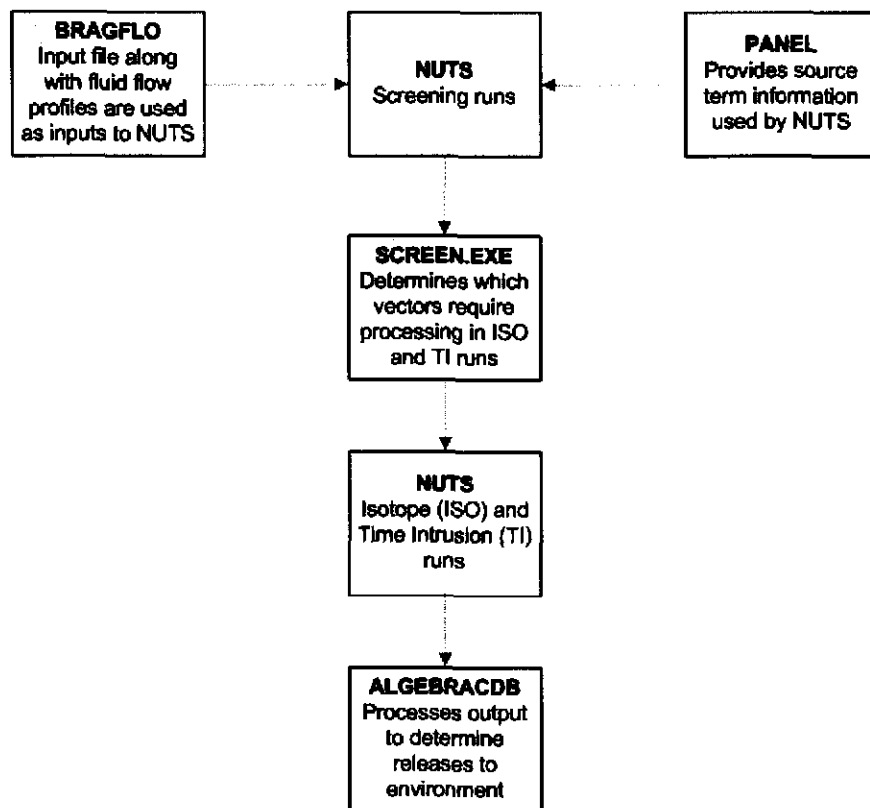 BRAGFLO
Input file along
with fluid flow
profiles are used
as inputs to NUTS
NUTS
Screening runs
PANEL
Provides source
term information
used by NUTS
SCREEN.EXE
Determines which
vectors require
processing in ISO
and TI runs
NUTS
Isotope (ISO) and
Time Intrusion (TI)
runs
ALGEBRACDB
Processes output
to determine
releases to
environment